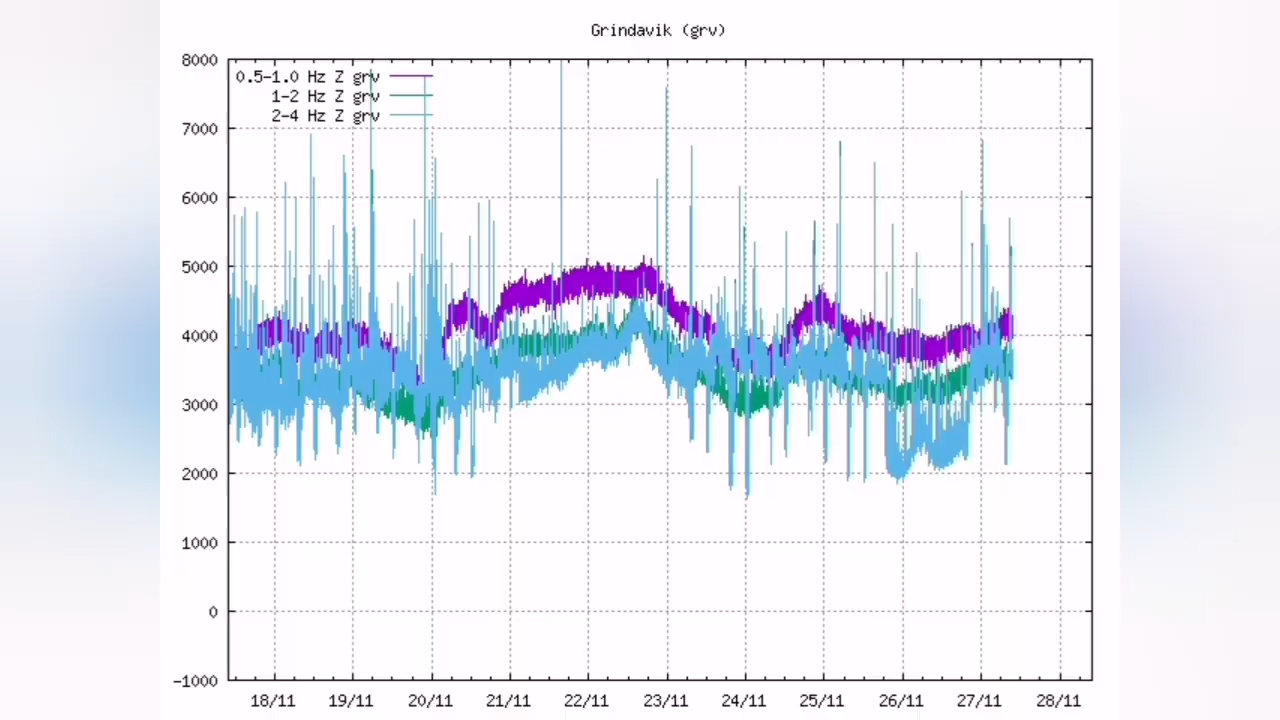 Grindavik (grv)
8000
0.5-1.0 Hz Z grv
1-2 Hz Z grv
2-4 Hz Z grv
7000
6000
5000
4000
3000
2000
1000
0
-1000
18/11 19/11 20/11 21/11 22/11 23/11 24/11 25/11 26/11 27/11 28/11